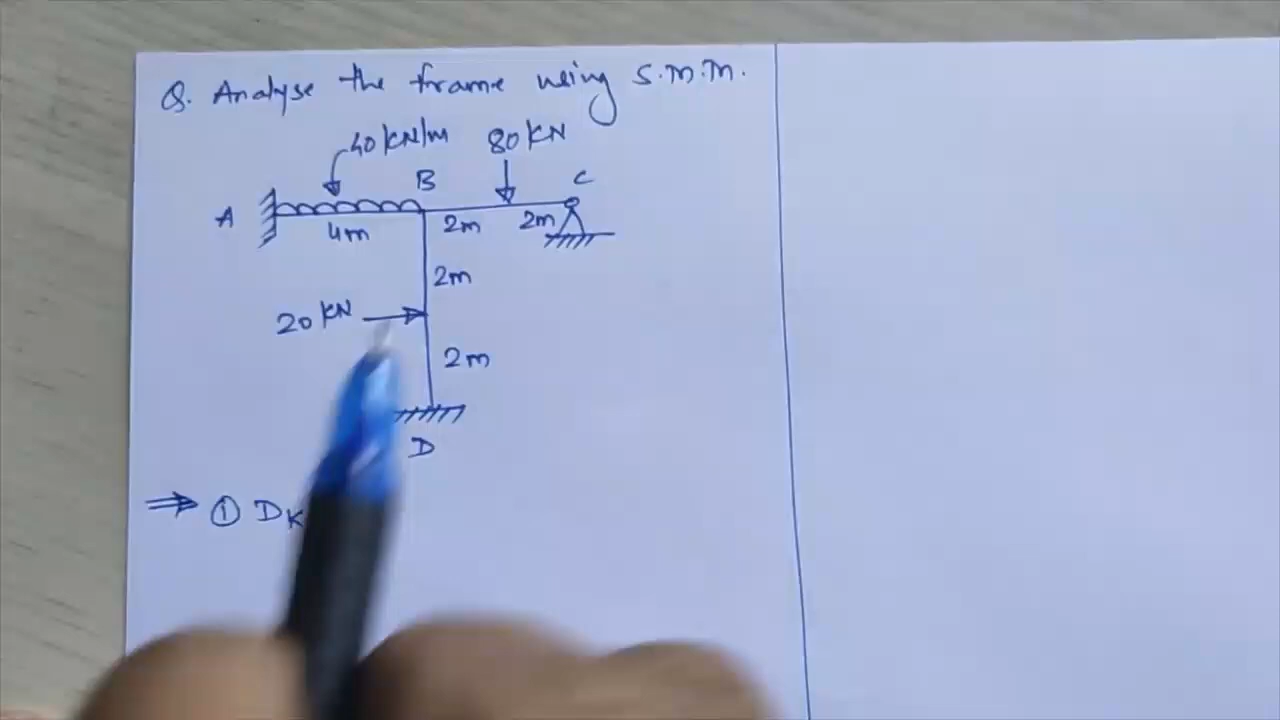 Q. Analyse the frame using S.M.M.
40 KN/m 80 KN
A B C
4m 2m 2m
2m
20 KN
2m
D
⇒ ① DK